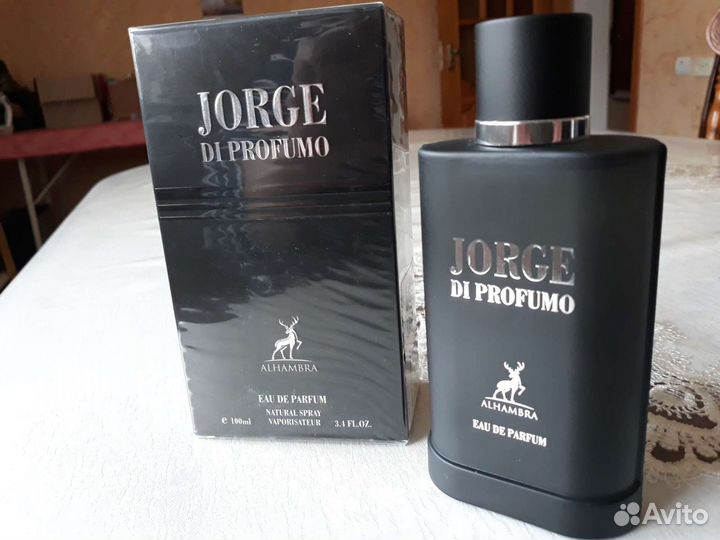 JORGE
DI PROFUMO
ALHAMBRA
EAU DE PARFUM
NATURAL SPRAY
e 100ml VAPORISATEUR 3.4 FL.OZ.
JORGE
DI PROFUMO
ALHAMBRA
EAU DE PARFUM
Avito